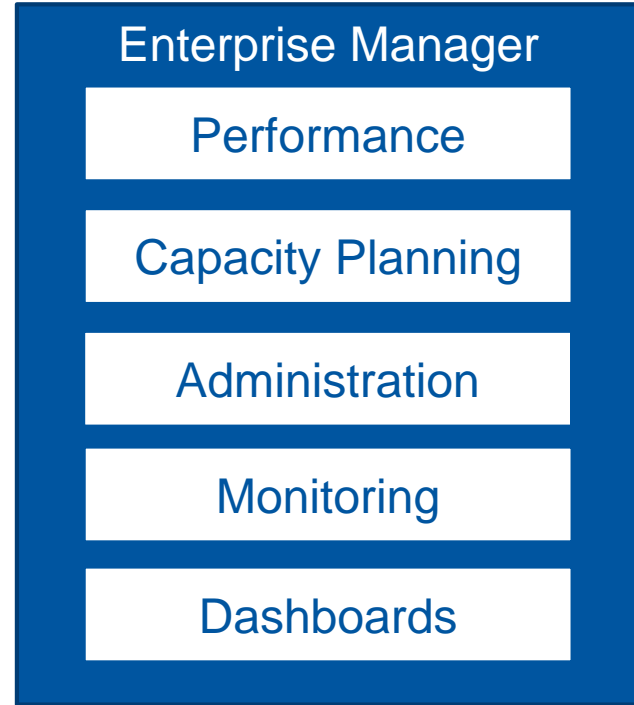 Enterprise Manager
Performance
Capacity Planning
Administration
Monitoring
Dashboards